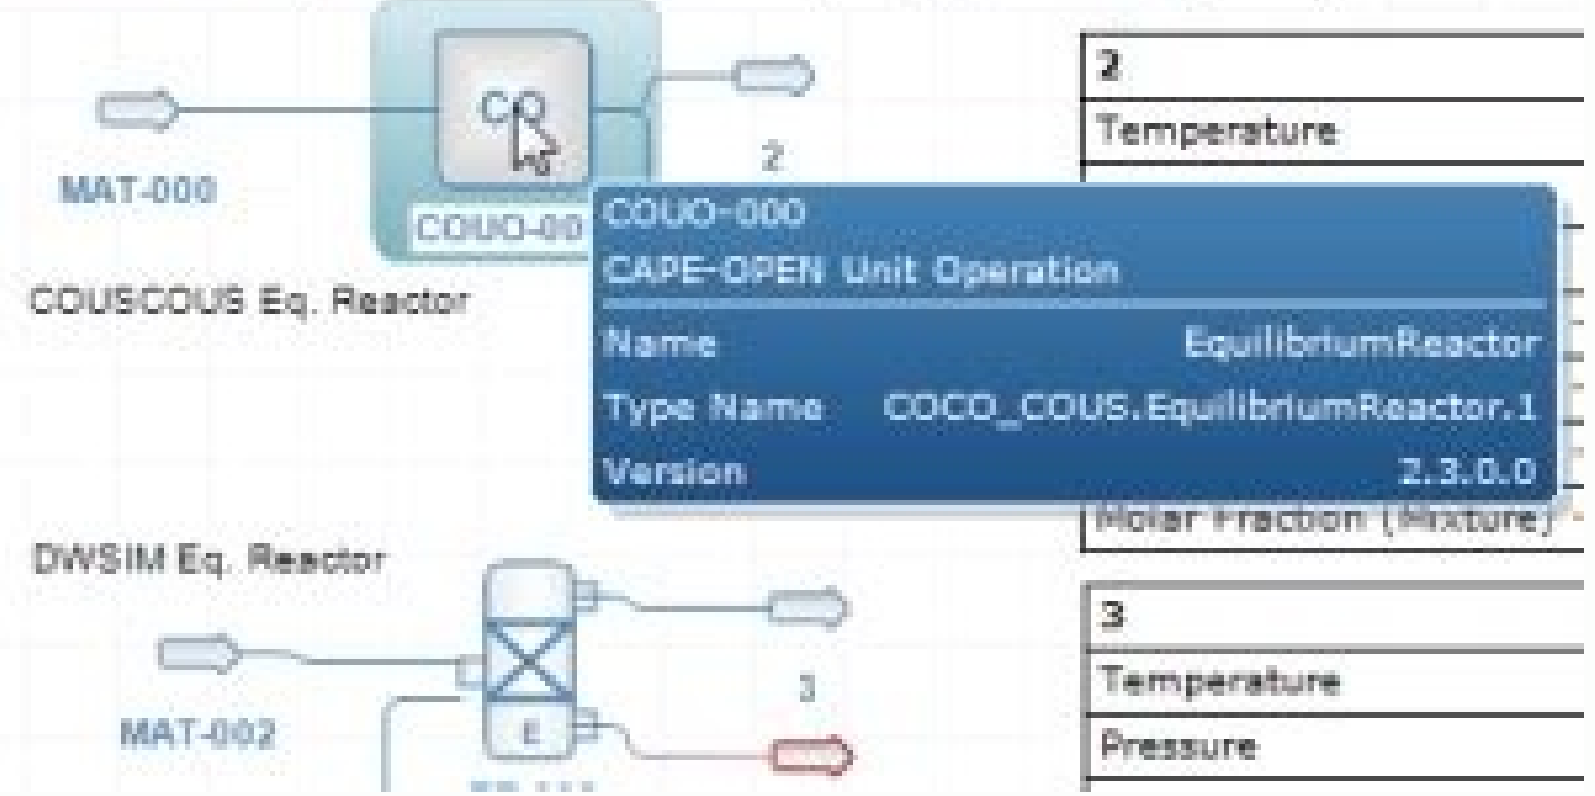 CO
2
Temperature
2
MAT-000
COUO-00
COUO-000
CAPE-OPEN Unit Operation
COUSCOUS Eq. Reactor
Name EquilibriumReactor
Type Name COCO_COUS.EquilibriumReactor.1
Version 2.3.0.0
Molar Fraction (Mixture)
DWSIM Eq. Reactor
3
Temperature
3
MAT-002
E
Pressure